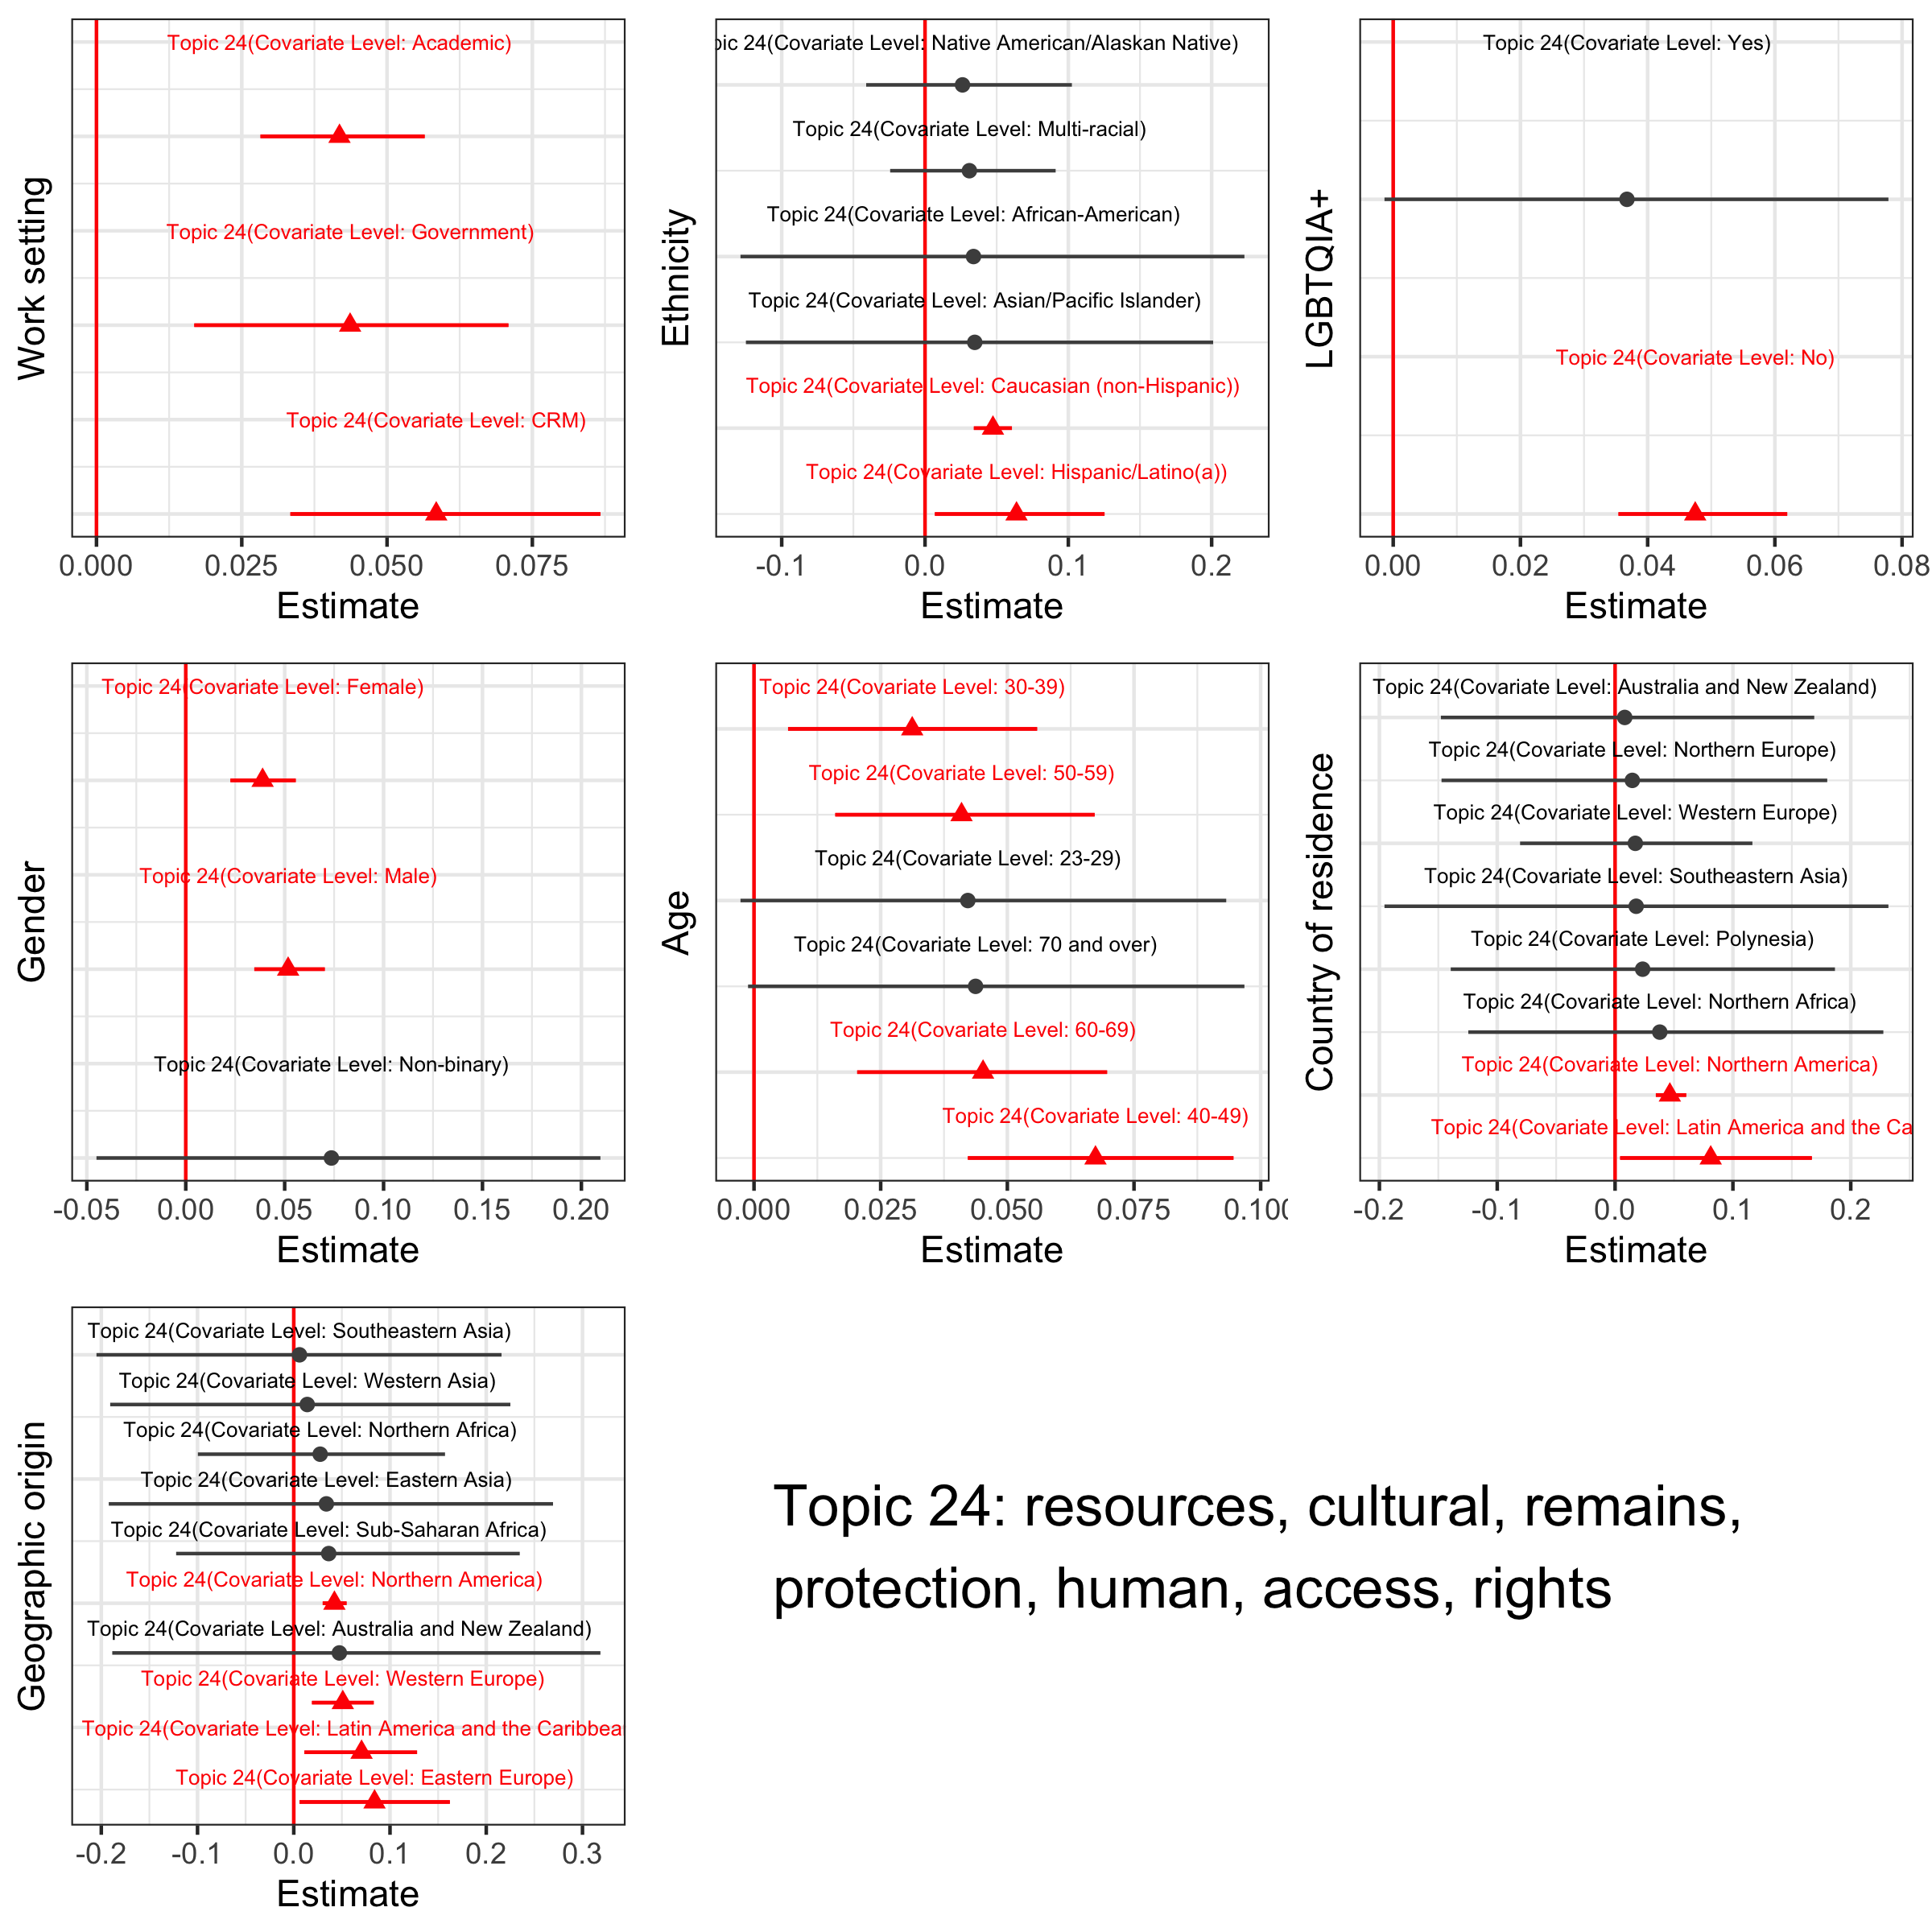 Work setting
Topic 24(Covariate Level: Academic)
Topic 24(Covariate Level: Government)
Topic 24(Covariate Level: CRM)
0.000 0.025 0.050 0.075
Estimate
Ethnicity
24(Covariate Level: Native American/Alaskan Native)
Topic 24(Covariate Level: Multi-racial)
Topic 24(Covariate Level: African-American)
Topic 24(Covariate Level: Asian/Pacific Islander)
Topic 24(Covariate Level: Caucasian (non-Hispanic))
Topic 24(Covariate Level: Hispanic/Latino(a))
-0.1 0.0 0.1 0.2
Estimate
LGBTQIA+
Topic 24(Covariate Level: Yes)
Topic 24(Covariate Level: No)
0.00 0.02 0.04 0.06 0.08
Estimate
Gender
Topic 24(Covariate Level: Female)
Topic 24(Covariate Level: Male)
Topic 24(Covariate Level: Non-binary)
-0.05 0.00 0.05 0.10 0.15 0.20
Estimate
Age
Topic 24(Covariate Level: 30-39)
Topic 24(Covariate Level: 50-59)
Topic 24(Covariate Level: 23-29)
Topic 24(Covariate Level: 70 and over)
Topic 24(Covariate Level: 60-69)
Topic 24(Covariate Level: 40-49)
0.000 0.025 0.050 0.075 0.100
Estimate
Country of residence
Topic 24(Covariate Level: Australia and New Zealand)
Topic 24(Covariate Level: Northern Europe)
Topic 24(Covariate Level: Western Europe)
Topic 24(Covariate Level: Southeastern Asia)
Topic 24(Covariate Level: Polynesia)
Topic 24(Covariate Level: Northern Africa)
Topic 24(Covariate Level: Northern America)
Topic 24(Covariate Level: Latin America and the Ca
-0.2 -0.1 0.0 0.1 0.2
Estimate
Geographic origin
Topic 24(Covariate Level: Southeastern Asia)
Topic 24(Covariate Level: Western Asia)
Topic 24(Covariate Level: Northern Africa)
Topic 24(Covariate Level: Eastern Asia)
Topic 24(Covariate Level: Sub-Saharan Africa)
Topic 24(Covariate Level: Northern America)
Topic 24(Covariate Level: Australia and New Zealand)
Topic 24(Covariate Level: Western Europe)
Topic 24(Covariate Level: Latin America and the Caribbea
Topic 24(Covariate Level: Eastern Europe)
-0.2 -0.1 0.0 0.1 0.2 0.3
Estimate
Topic 24: resources, cultural, remains,
protection, human, access, rights